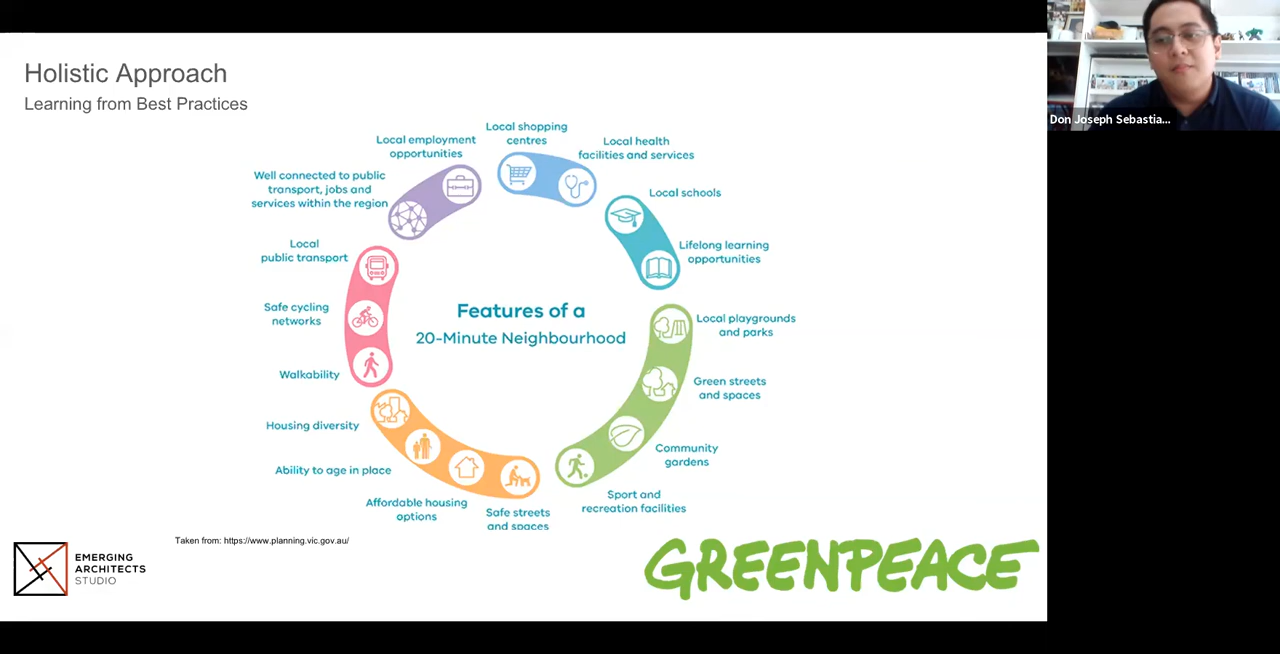 Holistic Approach
Learning from Best Practices
Local shopping
centres
Local employment
opportunities
Local health
facilities and services
Well connected to public
transport, jobs and
services within the region
Local schools
Local
public transport
Lifelong learning
opportunities
Safe cycling
networks
Features of a
20-Minute Neighbourhood
Local playgrounds
and parks
Walkability
Green streets
and spaces
Housing diversity
Community
gardens
Ability to age in place
Affordable housing
options
Safe streets
and spaces
Sport and
recreation facilities
Taken from: https://www.planning.vic.gov.au/
EMERGING
ARCHITECTS
STUDIO
GREENPEACE
Don Joseph Sebastia...